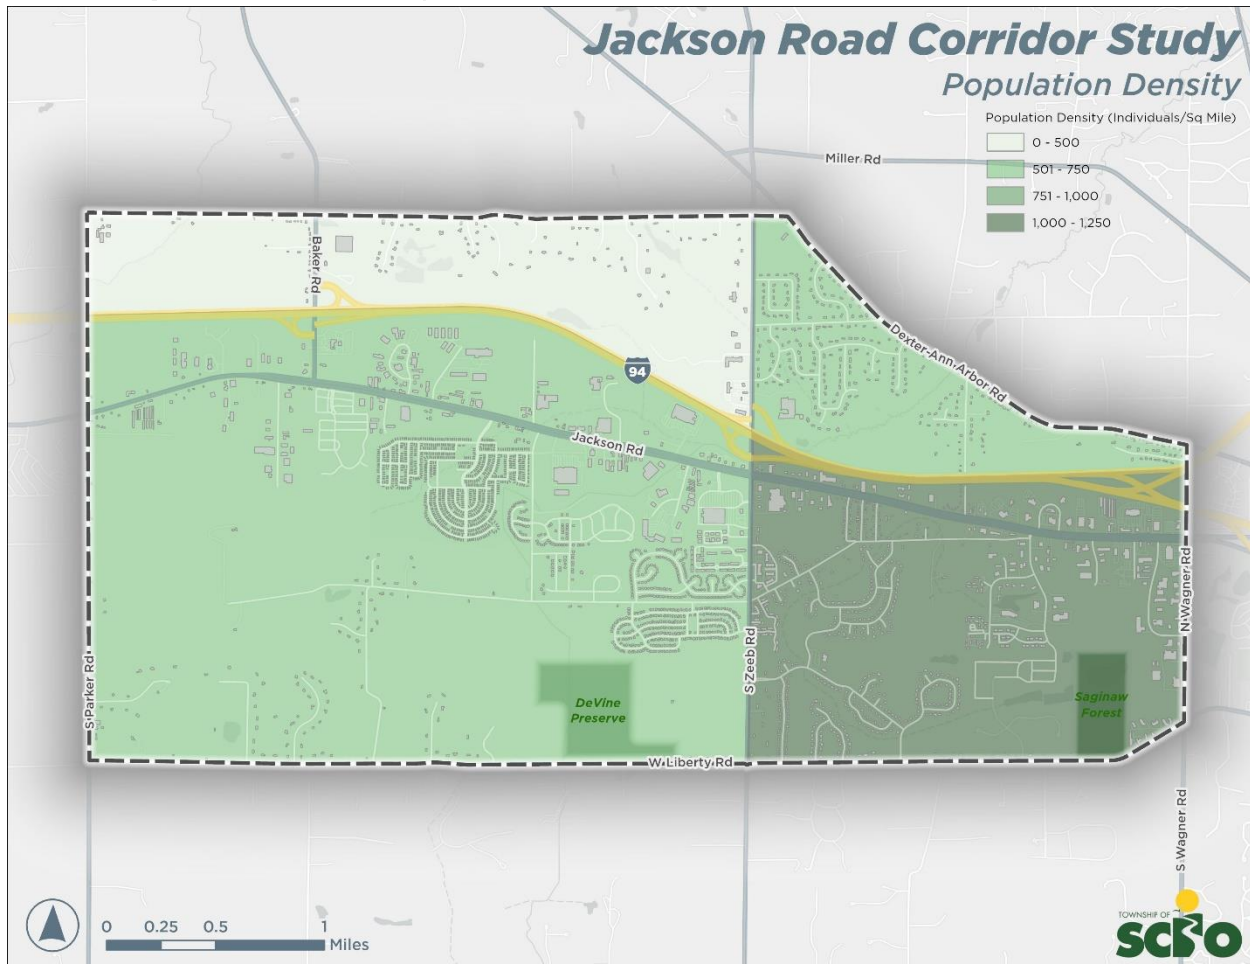 Jackson Road Corridor Study
Population Density
Population Density (Individuals/Sq Mile)
0 - 500
501 - 750
751 - 1,000
1,000 - 1,250
Miller Rd
Baker Rd
Dexter-Ann Arbor Rd
94
Jackson Rd
N Wagner Rd
S Parker Rd
S Zeeb Rd
DeVine
Preserve
Saginaw
Forest
W Liberty Rd
S Wagner Rd
0 0.25 0.5 1
Miles
TOWNSHIP OF
SCIO